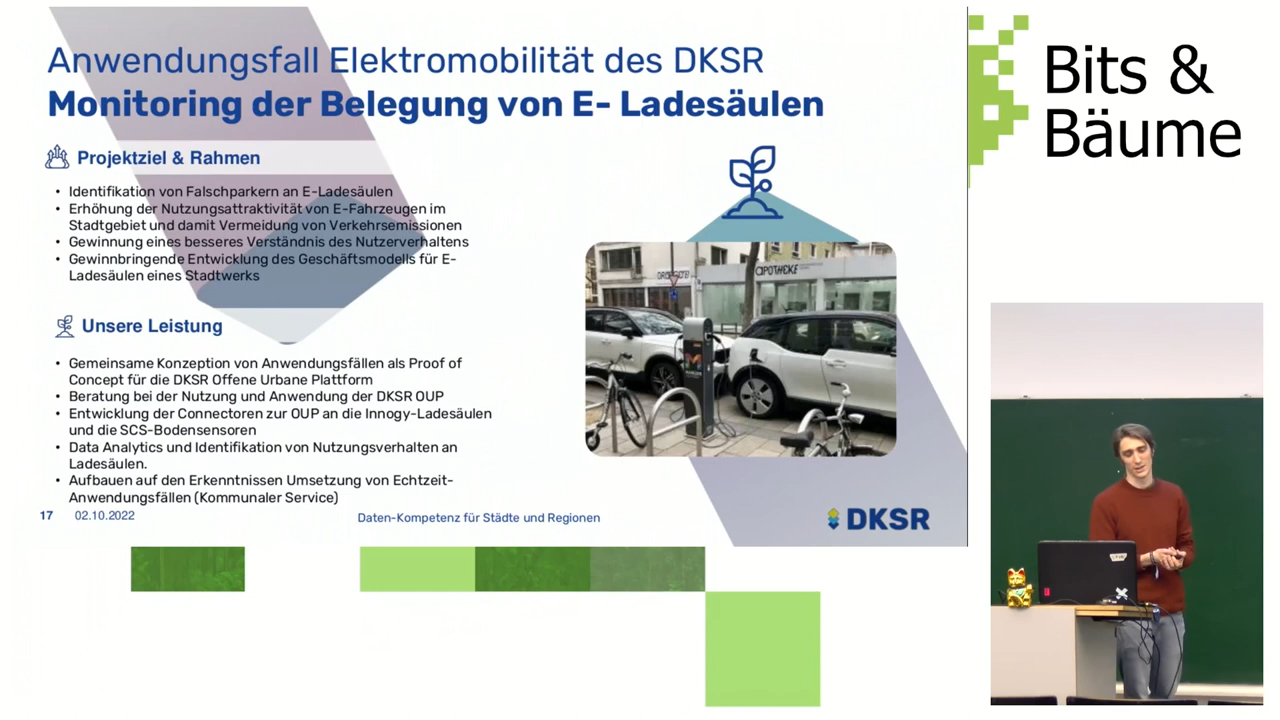 Anwendungsfall Elektromobilität des DKSR
Monitoring der Belegung von E- Ladesäulen
Projektziel & Rahmen
• Identifikation von Falschparkern an E-Ladesäulen
• Erhöhung der Nutzungsattraktivität von E-Fahrzeugen im
Stadtgebiet und damit Vermeidung von Verkehrsemissionen
• Gewinnung eines besseres Verständnis des Nutzerverhaltens
• Gewinnbringende Entwicklung des Geschäftsmodells für E-
Ladesäulen eines Stadtwerks
Unsere Leistung
• Gemeinsame Konzeption von Anwendungsfällen als Proof of
Concept für die DKSR Offene Urbane Plattform
• Beratung bei der Nutzung und Anwendung der DKSR OUP
• Entwicklung der Connectoren zur OUP an die Innogy-Ladesäulen
und die SCS-Bodensensoren
• Data Analytics und Identifikation von Nutzungsverhalten an
Ladesäulen.
• Aufbauen auf den Erkenntnissen Umsetzung von Echtzeit-
Anwendungsfällen (Kommunaler Service)
17
02.10.2022
Daten-Kompetenz für Städte und Regionen
DKSR
APOTHEKE
Bits &
Bäume